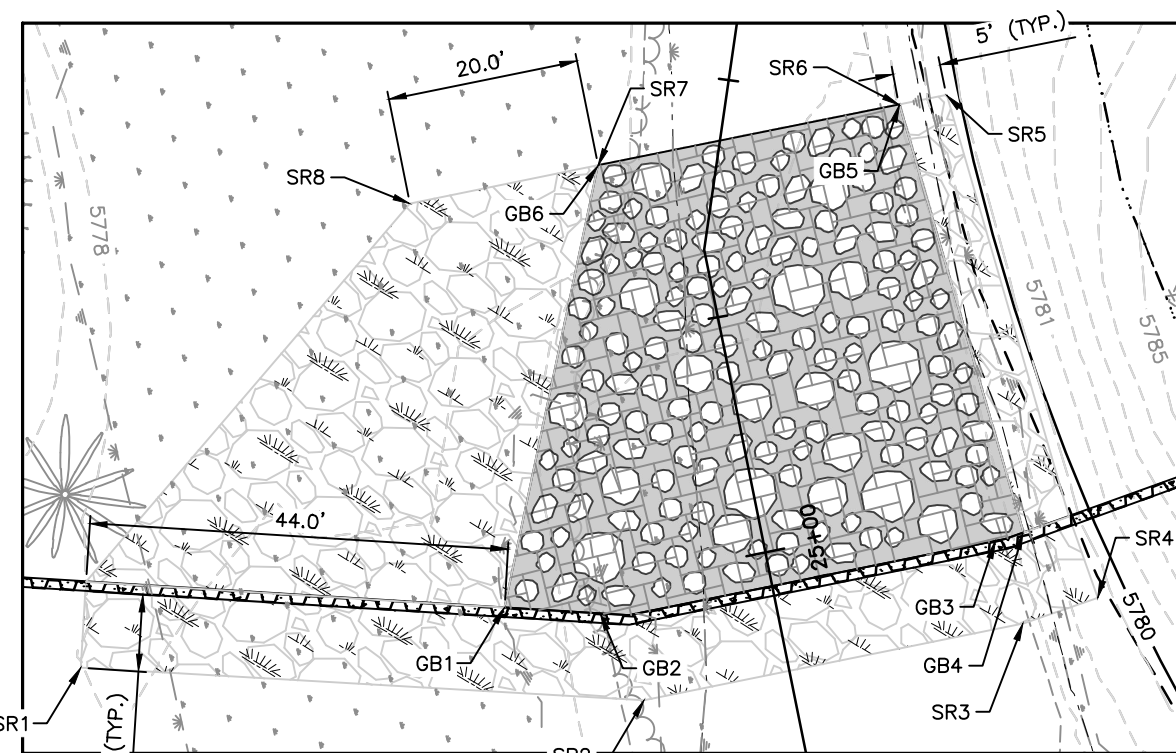 5' (TYP.)
20.0'
SR6
SR7
SR5
GB5
SR8
GB6
5778
5781
5785
44.0'
25+00
SR4
GB3
5780
GB1
GB2
GB4
SR1
SR3
(TYP.)